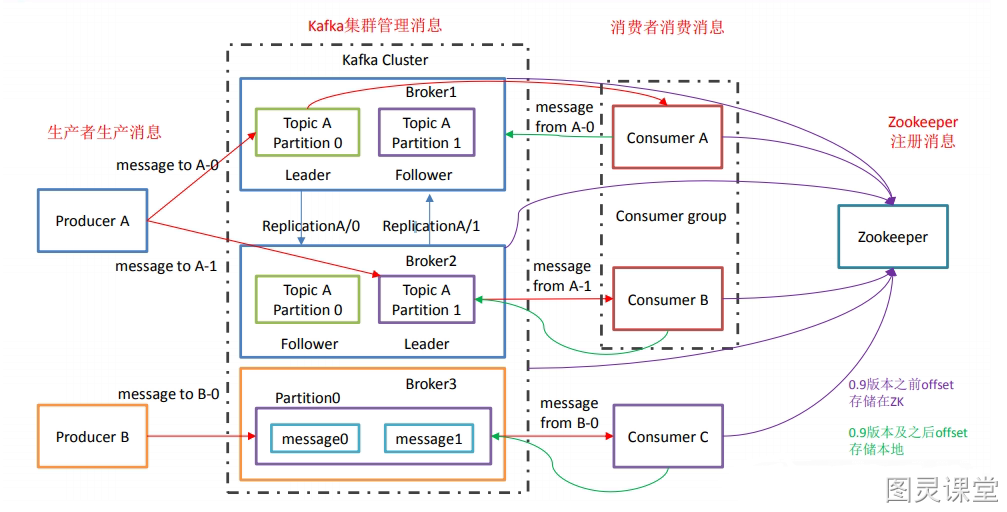 Kafka集群管理消息
消费者消费消息
Kafka Cluster
Broker1
Topic A
Partition 0
Topic A
Partition 1
Leader
Follower
message
from A-0
Consumer A
Zookeeper
注册消息
生产者生产消息
message to A-0
Producer A
message to A-1
ReplicationA/0
ReplicationA/1
Consumer group
Zookeeper
Broker2
Topic A
Partition 0
Topic A
Partition 1
Follower
Leader
message
from A-1
Consumer B
message to B-0
Producer B
Broker3
Partition0
message0
message1
message
from B-0
Consumer C
0.9版本之前offset
存储在ZK
0.9版本及之后offset
存储本地
图灵课堂